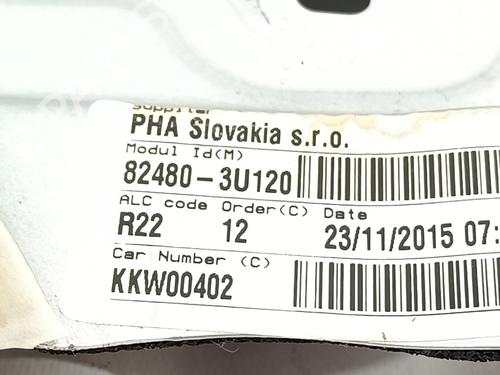 Supplier
PHA Slovakia s.r.o.
Modul Id(M)
82480-3U120
ALC code Order(C) Date
R22 12 23/11/2015 07:
Car Number (C)
KKW00402